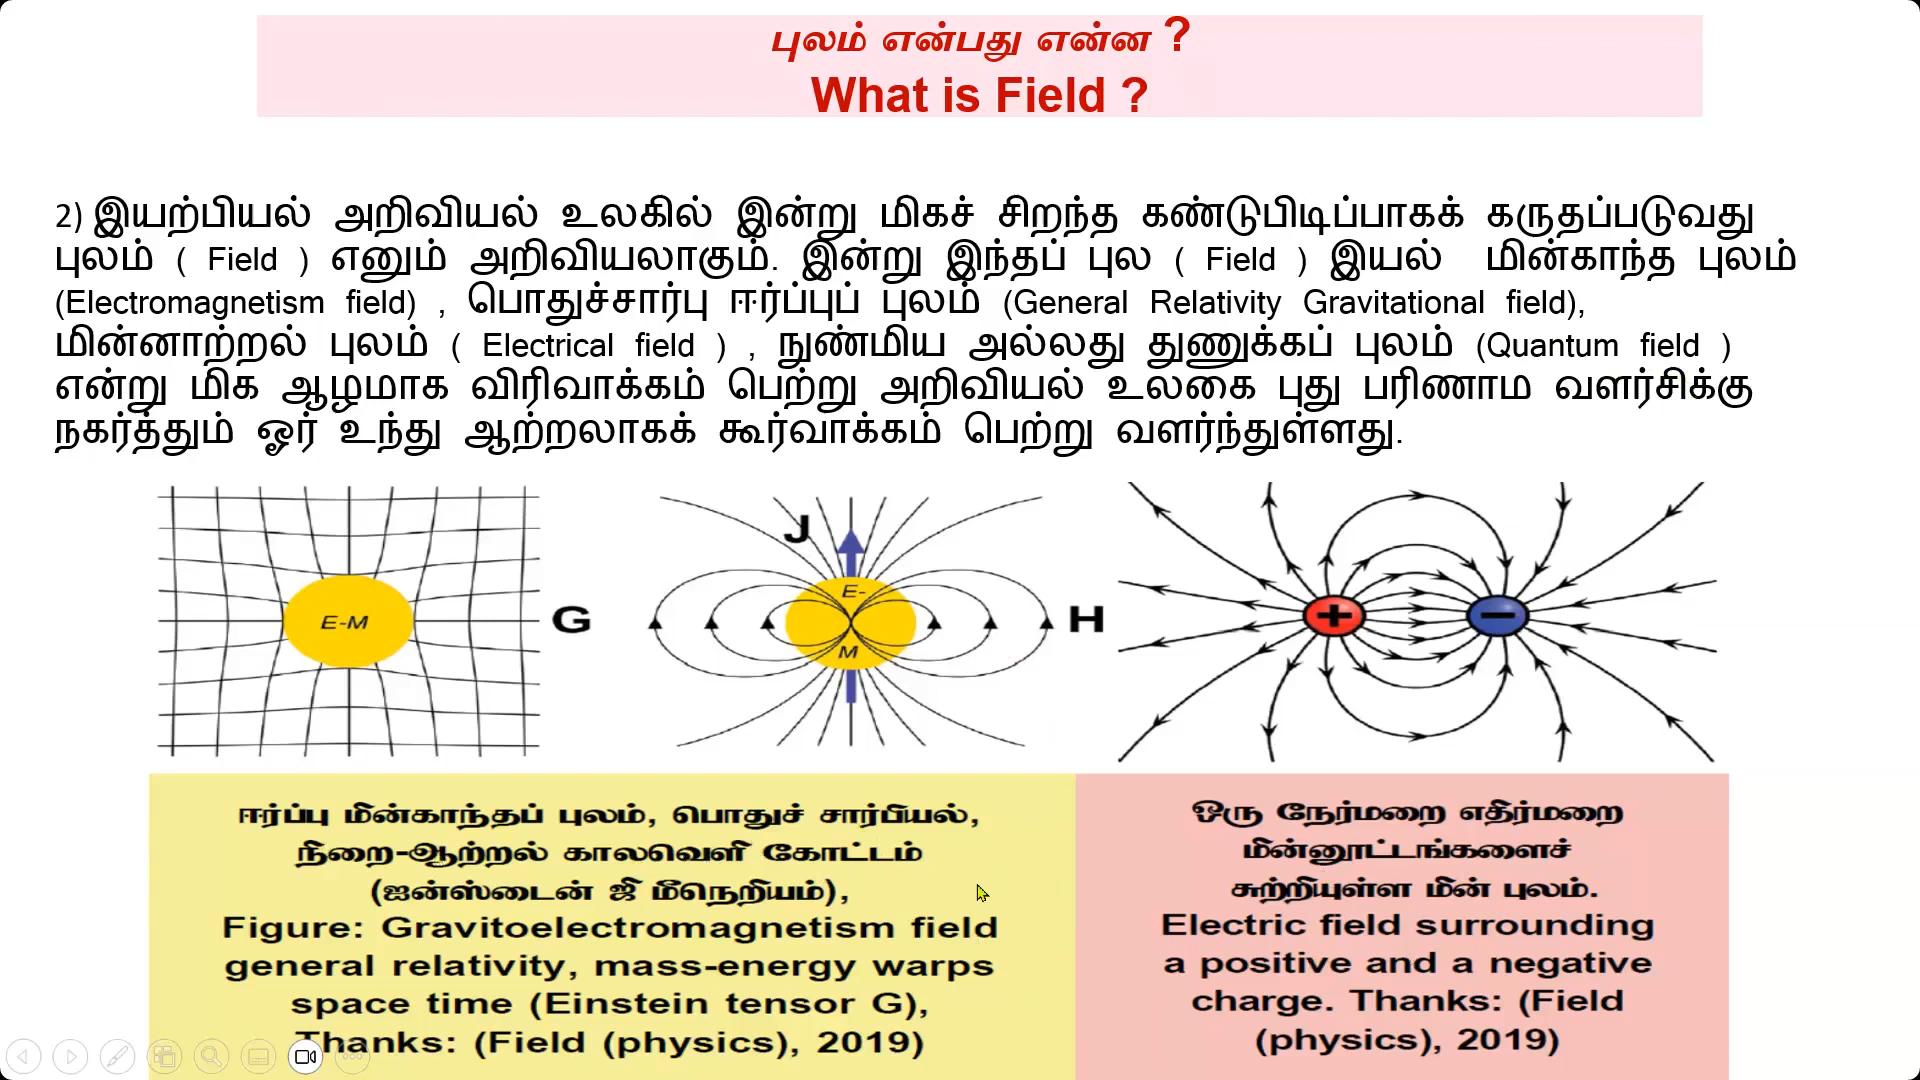 புலம் என்பது என்ன ?
What is Field ?
2) இயற்பியல் அறிவியல் உலகில் இன்று மிகச் சிறந்த கண்டுபிடிப்பாகக் கருதப்படுவது
புலம் ( Field ) எனும் அறிவியலாகும். இன்று இந்தப் புல ( Field ) இயல் மின்காந்த புலம்
(Electromagnetism field) , பொதுச்சார்பு ஈர்ப்புப் புலம் (General Relativity Gravitational field),
மின்னாற்றல் புலம் ( Electrical field ) , நுண்மிய அல்லது துணுக்கப் புலம் (Quantum field )
என்று மிக ஆழமாக விரிவாக்கம் பெற்று அறிவியல் உலகை புது பரிணாம வளர்சிக்கு
நகர்த்தும் ஓர் உந்து ஆற்றலாகக் கூர்வாக்கம் பெற்று வளர்ந்துள்ளது.
E-M
G
J
E-
M
H
+
−
ஈர்ப்பு மின்காந்தப் புலம், பொதுச் சார்பியல்,
நிறை-ஆற்றல் காலவெளி கோட்டம்
(ஐன்ஸ்டைன் ஜி மீநெறியம்),
Figure: Gravitoelectromagnetism field
general relativity, mass-energy warps
space time (Einstein tensor G),
Thanks: (Field (physics), 2019)
ஒரு நேர்மறை எதிர்மறை
மின்னூட்டங்களைச்
சுற்றியுள்ள மின் புலம்.
Electric field surrounding
a positive and a negative
charge. Thanks: (Field
(physics), 2019)